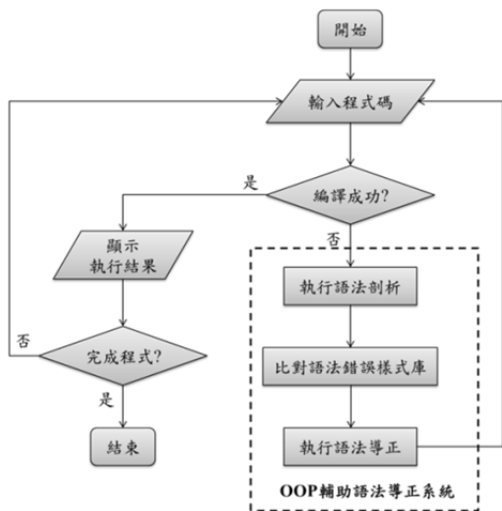 開始
輸入程式碼
是
編譯成功?
否
顯示
執行結果
執行語法剖析
否
完成程式?
比對語法錯誤樣式庫
是
結束
執行語法導正
OOP輔助語法導正系統